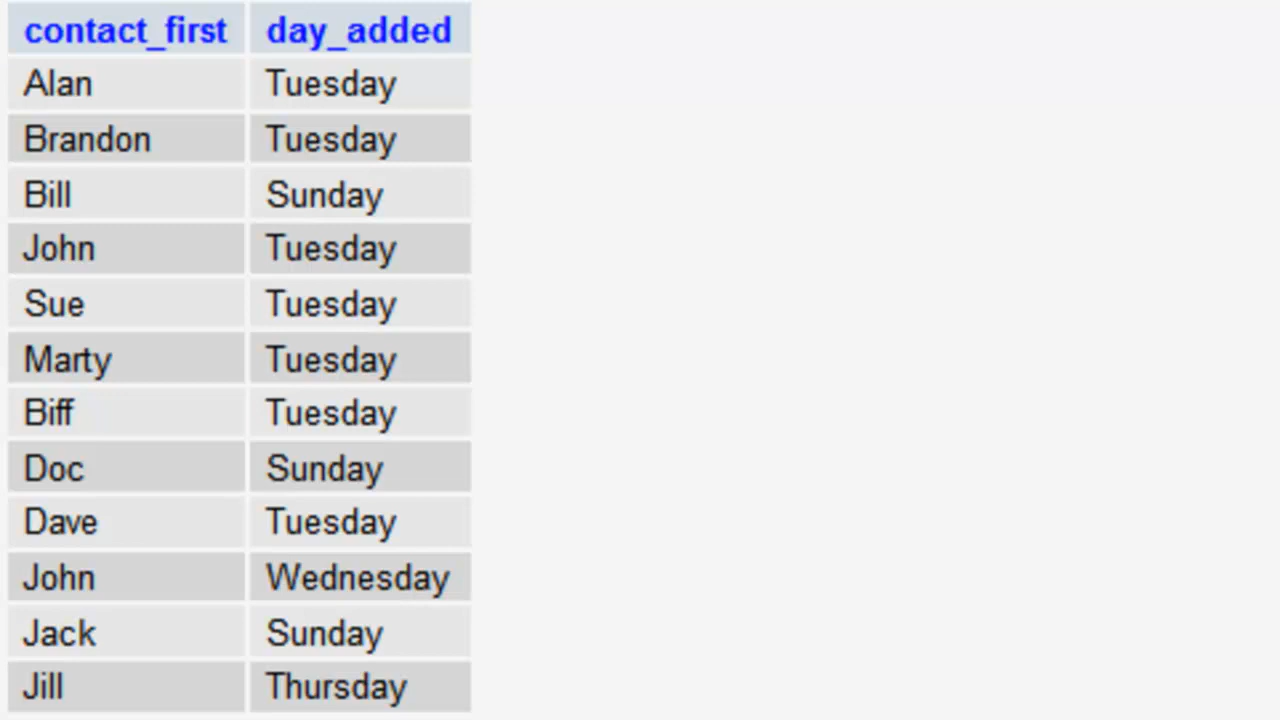 contact_first day_added
Alan Tuesday
Brandon Tuesday
Bill Sunday
John Tuesday
Sue Tuesday
Marty Tuesday
Biff Tuesday
Doc Sunday
Dave Tuesday
John Wednesday
Jack Sunday
Jill Thursday